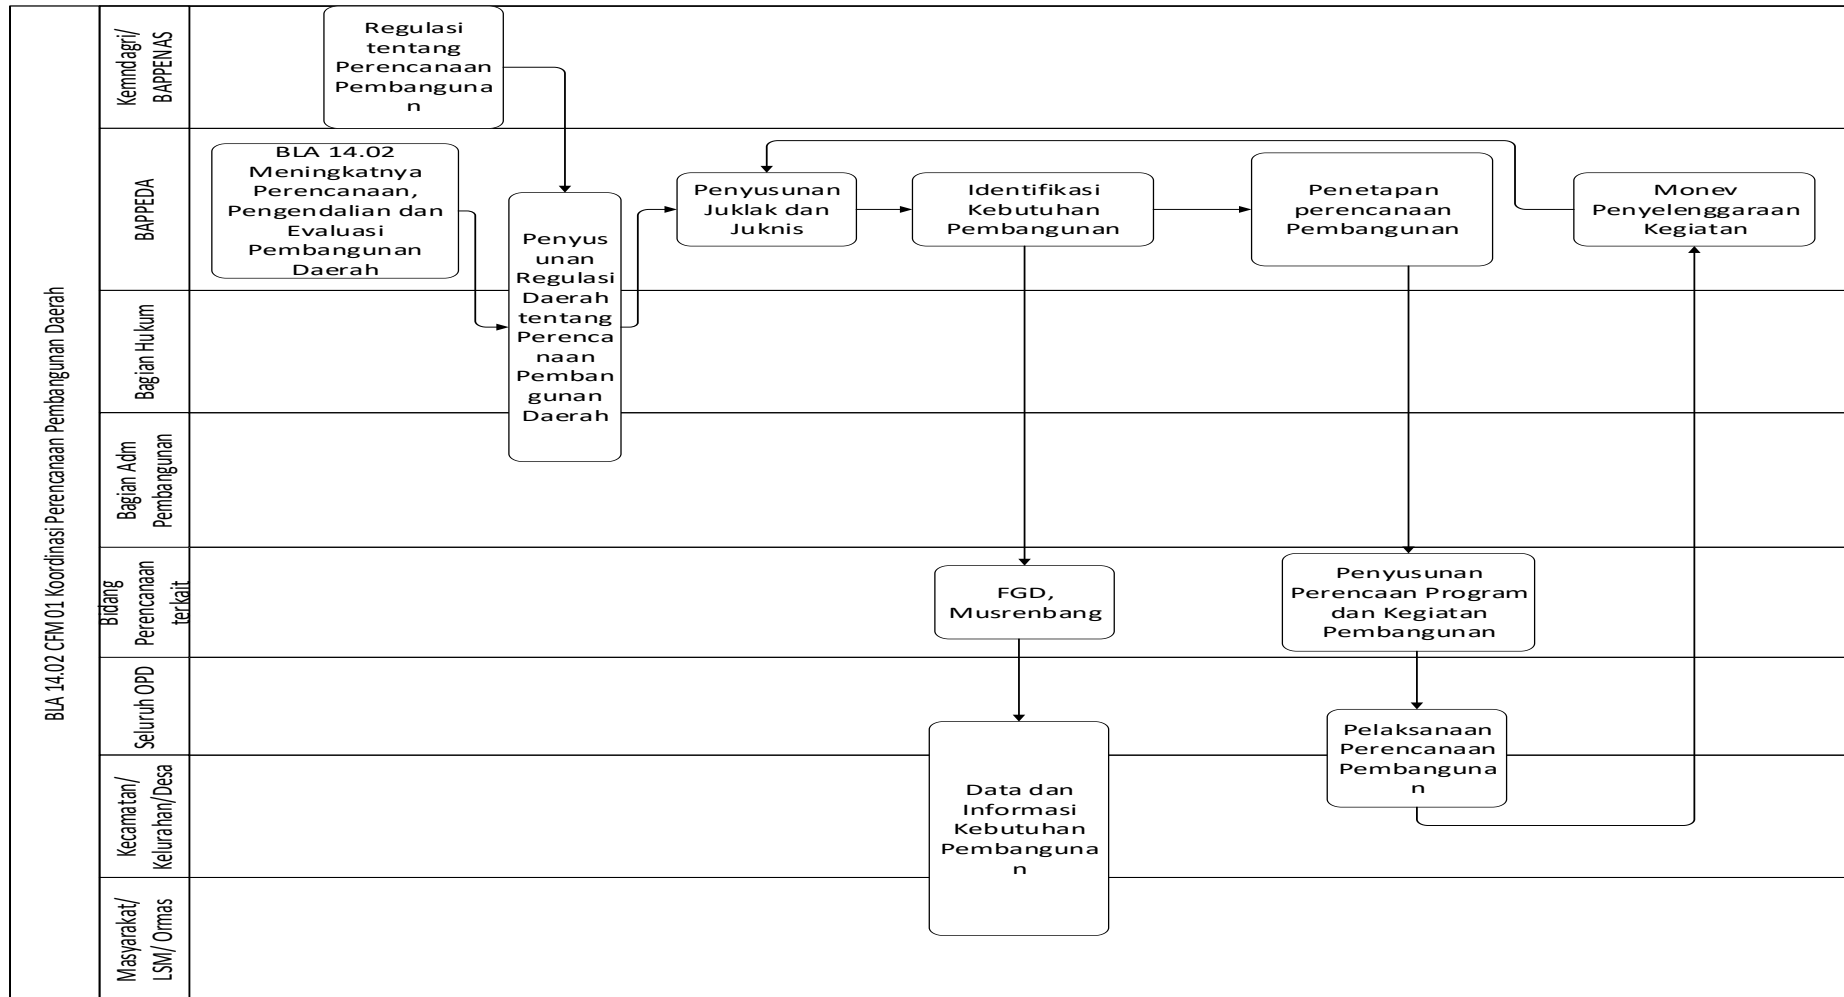 BLA 14.02 CFM 01 Koordinasi Perencanaan Pembangunan Daerah
Kemndagri/
BAPPENAS
Regulasi
tentang
Perencanaan
Pembanguna
n
BAPPEDA
BLA 14.02
Meningkatnya
Perencanaan,
Pengendalian dan
Evaluasi
Pembangunan
Daerah
Penyus
unan
Regulasi
Daerah
tentang
Perenca
naan
Pemban
gunan
Daerah
Penyusunan
Juklak dan
Juknis
Identifikasi
Kebutuhan
Pembangunan
Penetapan
perencanaan
Pembangunan
Monev
Penyelenggaraan
Kegiatan
Bagian Hukum
Bagian Adm
Pembangunan
Bidang
Perencanaan
terkait
FGD,
Musrenbang
Penyusunan
Perencaan Program
dan Kegiatan
Pembangunan
Seluruh OPD
Data dan
Informasi
Kebutuhan
Pembanguna
n
Pelaksanaan
Perencanaan
Pembanguna
n
Kecamatan/
Kelurahan/Desa
Masyarakat/
LSM/ Ormas